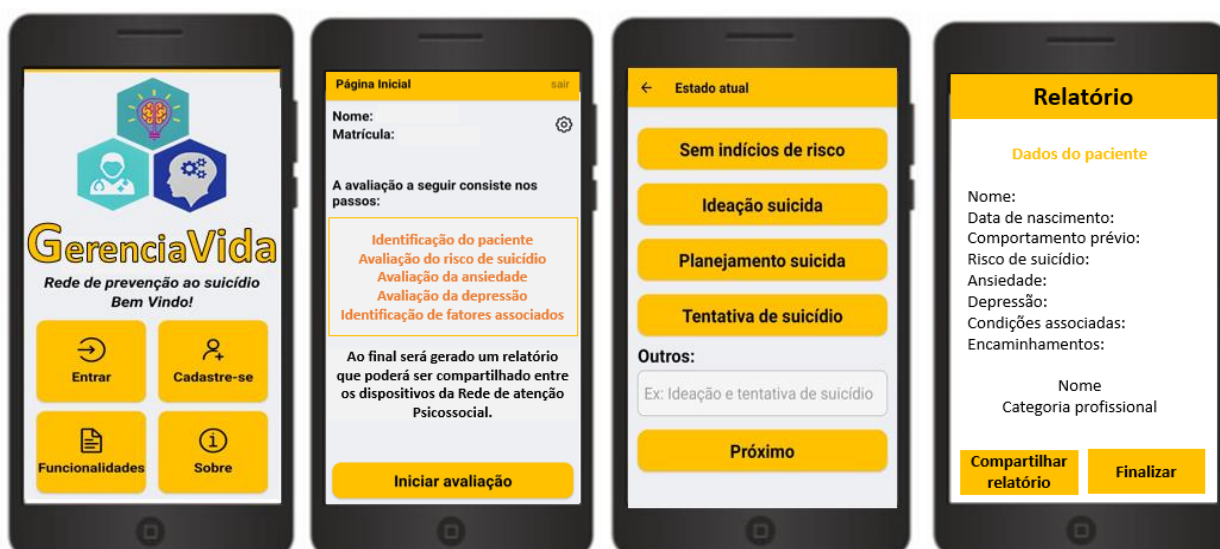 GerenciaVida
Rede de prevenção ao suicídio
Bem Vindo!
Entrar
Cadastre-se
Funcionalidades
Sobre
Página Inicial
sair
Nome:
Matrícula:
A avaliação a seguir consiste nos
passos:
Identificação do paciente
Avaliação do risco de suicídio
Avaliação da ansiedade
Avaliação da depressão
Identificação de fatores associados
Ao final será gerado um relatório
que poderá ser compartilhado entre
os dispositivos da Rede de atenção
Psicossocial.
Iniciar avaliação
Estado atual
Sem indícios de risco
Ideação suicida
Planejamento suicida
Tentativa de suicídio
Outros:
Ex: Ideação e tentativa de suicídio
Próximo
Relatório
Dados do paciente
Nome:
Data de nascimento:
Comportamento prévio:
Risco de suicídio:
Ansiedade:
Depressão:
Condições associadas:
Encaminhamentos:
Nome
Categoria profissional
Compartilhar
relatório
Finalizar